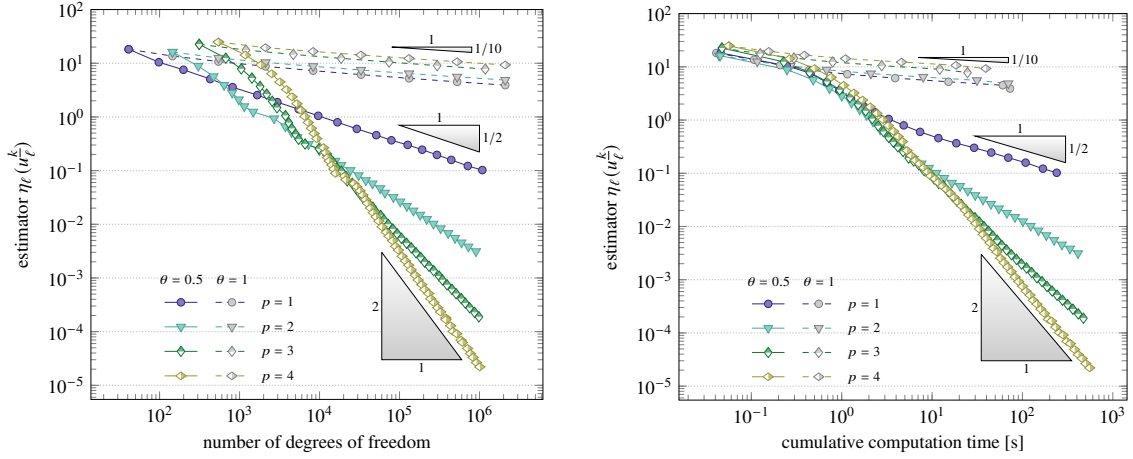 10^2
10^1
10^0
10^{-1}
10^{-2}
10^{-3}
10^{-4}
10^{-5}
estimator η_ℓ(u_ℓ^{\underline{k}})
1
1/10
1
1/2
2
1
θ = 0.5 θ = 1
p = 1
p = 2
p = 3
p = 4
10^2 10^3 10^4 10^5 10^6
number of degrees of freedom
10^2
10^1
10^0
10^{-1}
10^{-2}
10^{-3}
10^{-4}
10^{-5}
estimator η_ℓ(u_ℓ^{\underline{k}})
1
1/10
1
1/2
2
1
θ = 0.5 θ = 1
p = 1
p = 2
p = 3
p = 4
10^{-1} 10^0 10^1 10^2 10^3
cumulative computation time [s]